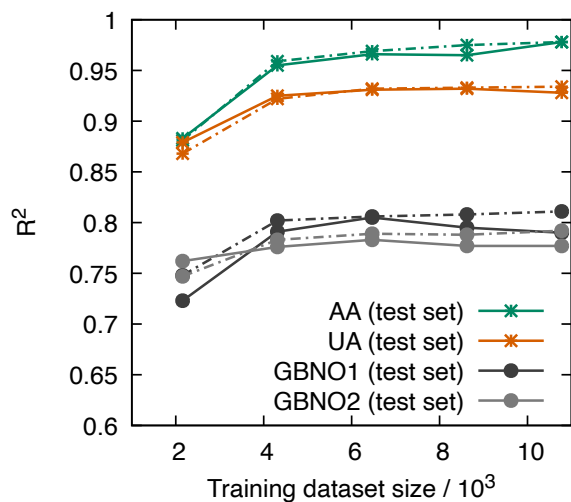 R²
1
0.95
0.9
0.85
0.8
0.75
0.7
0.65
0.6
AA (test set)
UA (test set)
GBNO1 (test set)
GBNO2 (test set)
2 4 6 8 10
Training dataset size / 10³